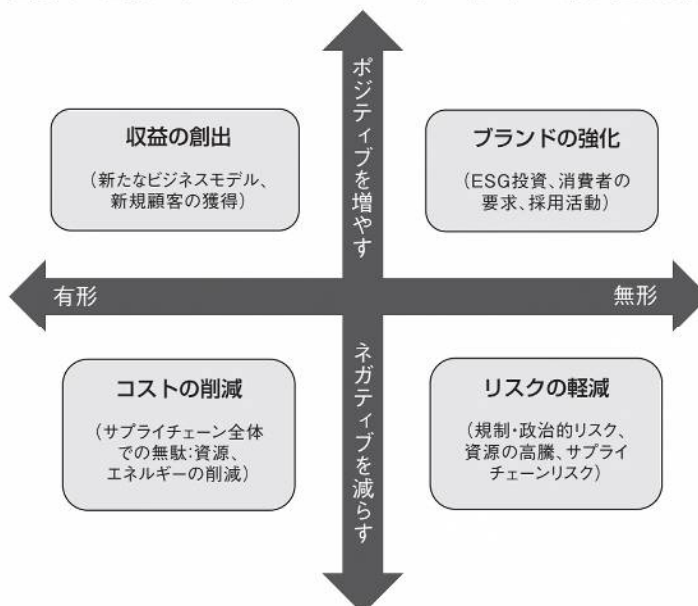 ポジティブを増やす
収益の創出
（新たなビジネスモデル、
新規顧客の獲得）
ブランドの強化
（ESG投資、消費者の
要求、採用活動）
有形
無形
ネガティブを減らす
コストの削減
（サプライチェーン全体
での無駄：資源、
エネルギーの削減）
リスクの軽減
（規制・政治的リスク、
資源の高騰、サプライ
チェーンリスク）